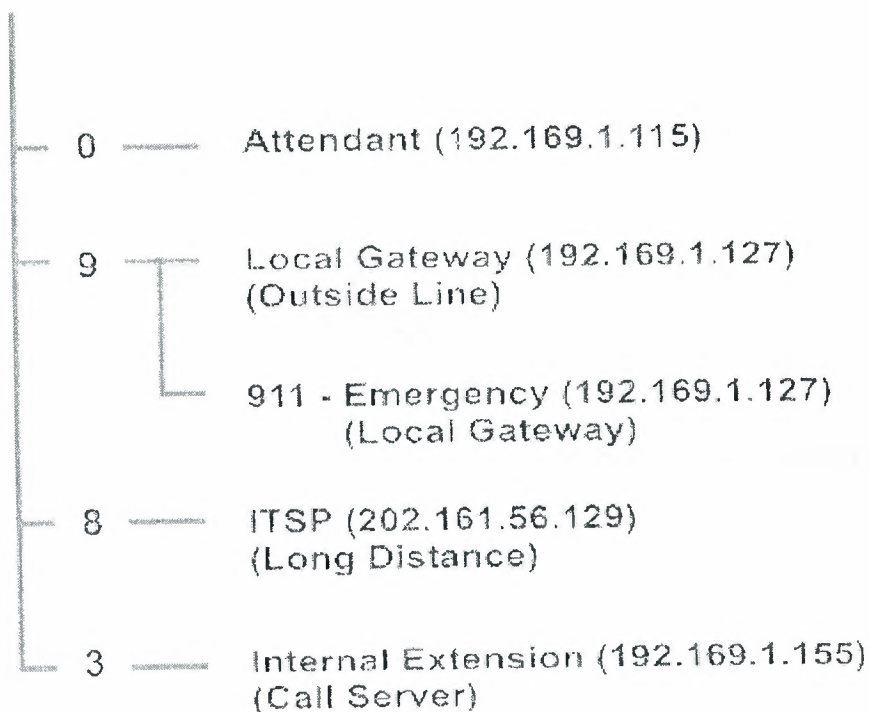 0 Attendant (192.169.1.115)
9 Local Gateway (192.169.1.127)
(Outside Line)
911 - Emergency (192.169.1.127)
(Local Gateway)
8 ITSP (202.161.56.129)
(Long Distance)
3 Internal Extension (192.169.1.155)
(Call Server)